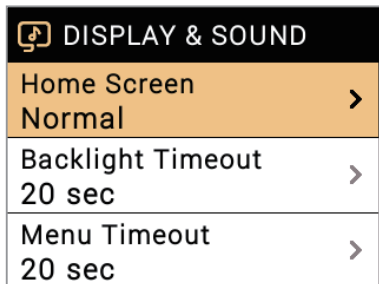 DISPLAY & SOUND
Home Screen
Normal
Backlight Timeout
20 sec
Menu Timeout
20 sec